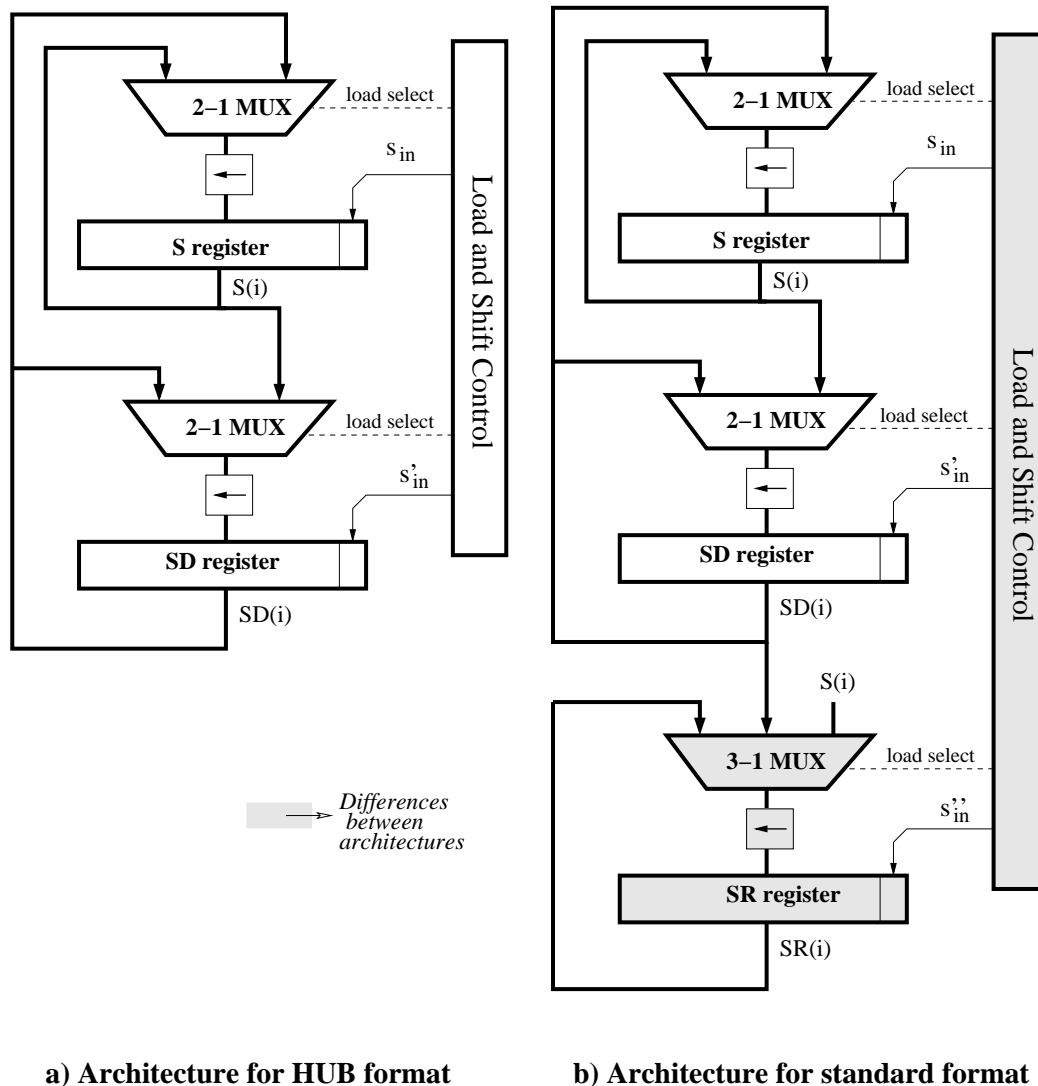 2–1 MUX
load select
s in
S register
S(i)
2–1 MUX
load select
s'in
SD register
SD(i)
Load and Shift Control
Differences
between
architectures
a) Architecture for HUB format
2–1 MUX
load select
s in
S register
S(i)
2–1 MUX
load select
s'in
SD register
SD(i)
S(i)
3–1 MUX
load select
s''in
SR register
SR(i)
Load and Shift Control
b) Architecture for standard format